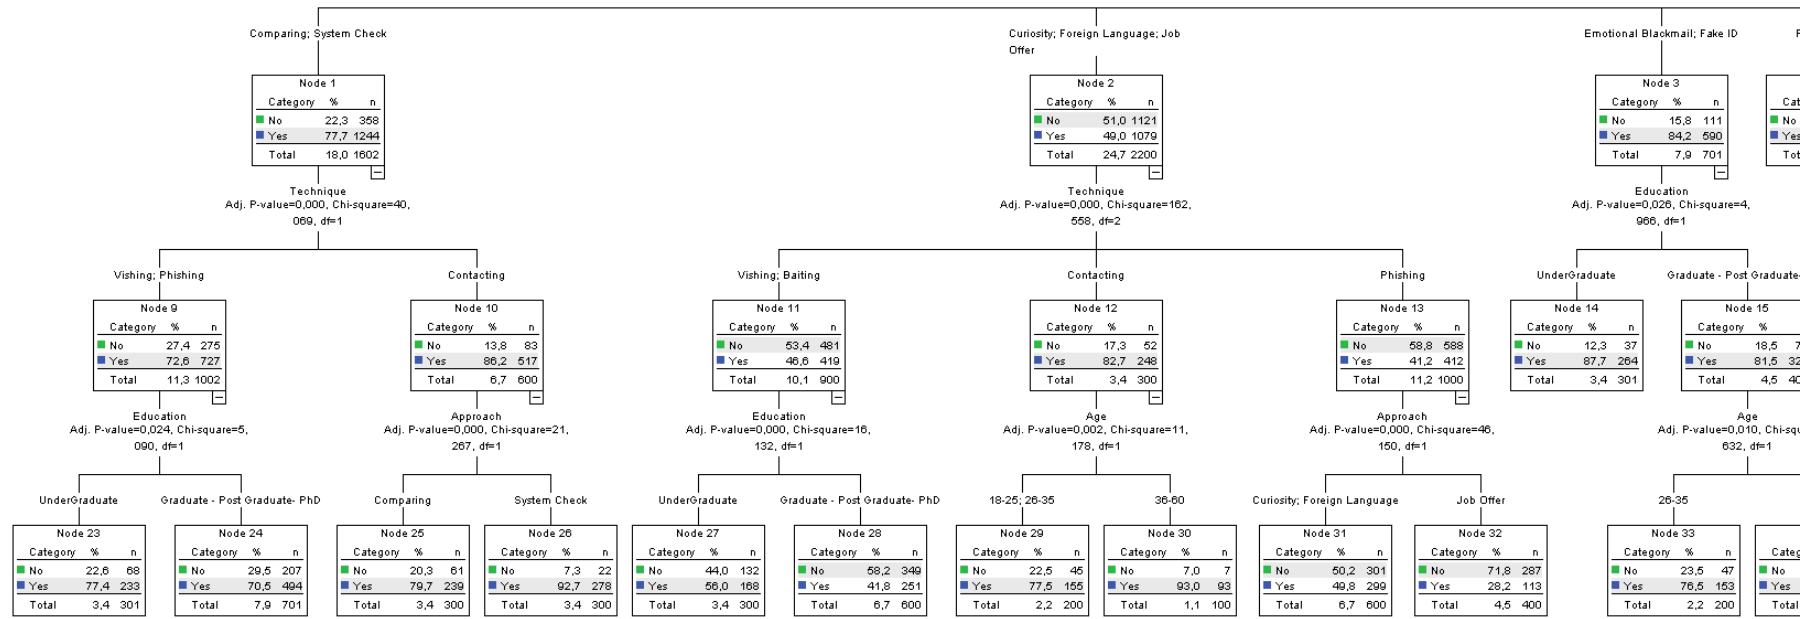 Comparing; System Check
Curiosity; Foreign Language; Job
Offer
Emotional Blackmail; Fake ID
Node 1
Category % n
No 22,3 358
Yes 77,7 1244
Total 18,0 1602
Node 2
Category % n
No 51,0 1121
Yes 49,0 1079
Total 24,7 2200
Node 3
Category % n
No 15,8 111
Yes 84,2 590
Total 7,9 701
No
Technique
Adj. P-value=0,000, Chi-square=40,
069, df=1
Technique
Adj. P-value=0,000, Chi-square=162,
558, df=2
Education
Adj. P-value=0,026, Chi-square=4,
966, df=1
Vishing; Phishing
Contacting
Vishing; Baiting
Contacting
Phishing
UnderGraduate
Graduate - Post Graduate-
Node 9
Category % n
No 27,4 275
Yes 72,6 727
Total 11,3 1002
Node 10
Category % n
No 13,8 83
Yes 86,2 517
Total 6,7 600
Node 11
Category % n
No 53,4 481
Yes 46,6 419
Total 10,1 900
Node 12
Category % n
No 17,3 52
Yes 82,7 248
Total 3,4 300
Node 13
Category % n
No 58,8 588
Yes 41,2 412
Total 11,2 1000
Node 14
Category % n
No 12,3 37
Yes 87,7 264
Total 3,4 301
Node 15
Category % n
No 18,5
Yes 81,5
Total 4,5
Education
Adj. P-value=0,024, Chi-square=5,
090, df=1
Approach
Adj. P-value=0,000, Chi-square=21,
267, df=1
Education
Adj. P-value=0,000, Chi-square=16,
132, df=1
Age
Adj. P-value=0,002, Chi-square=11,
178, df=1
Approach
Adj. P-value=0,000, Chi-square=46,
150, df=1
Age
Adj. P-value=0,010,
632, df=1
UnderGraduate
Graduate - Post Graduate- PhD
Comparing
System Check
UnderGraduate
Graduate - Post Graduate- PhD
18-25; 26-35
36-60
Curiosity; Foreign Language
Job Offer
26-35
Node 23
Category % n
No 22,6 68
Yes 77,4 233
Total 3,4 301
Node 24
Category % n
No 29,5 207
Yes 70,5 494
Total 7,9 701
Node 25
Category % n
No 20,3 61
Yes 79,7 239
Total 3,4 300
Node 26
Category % n
No 7,3 22
Yes 92,7 278
Total 3,4 300
Node 27
Category % n
No 44,0 132
Yes 56,0 168
Total 3,4 300
Node 28
Category % n
No 58,2 349
Yes 41,8 251
Total 6,7 600
Node 29
Category % n
No 22,5 45
Yes 77,5 155
Total 2,2 200
Node 30
Category % n
No 7,0 7
Yes 93,0 93
Total 1,1 100
Node 31
Category % n
No 50,2 301
Yes 49,8 299
Total 6,7 600
Node 32
Category % n
No 71,8 287
Yes 28,2 113
Total 4,5 400
Node 33
Category % n
No 23,5 47
Yes 76,5 153
Total 2,2 200
No
Yes
Total